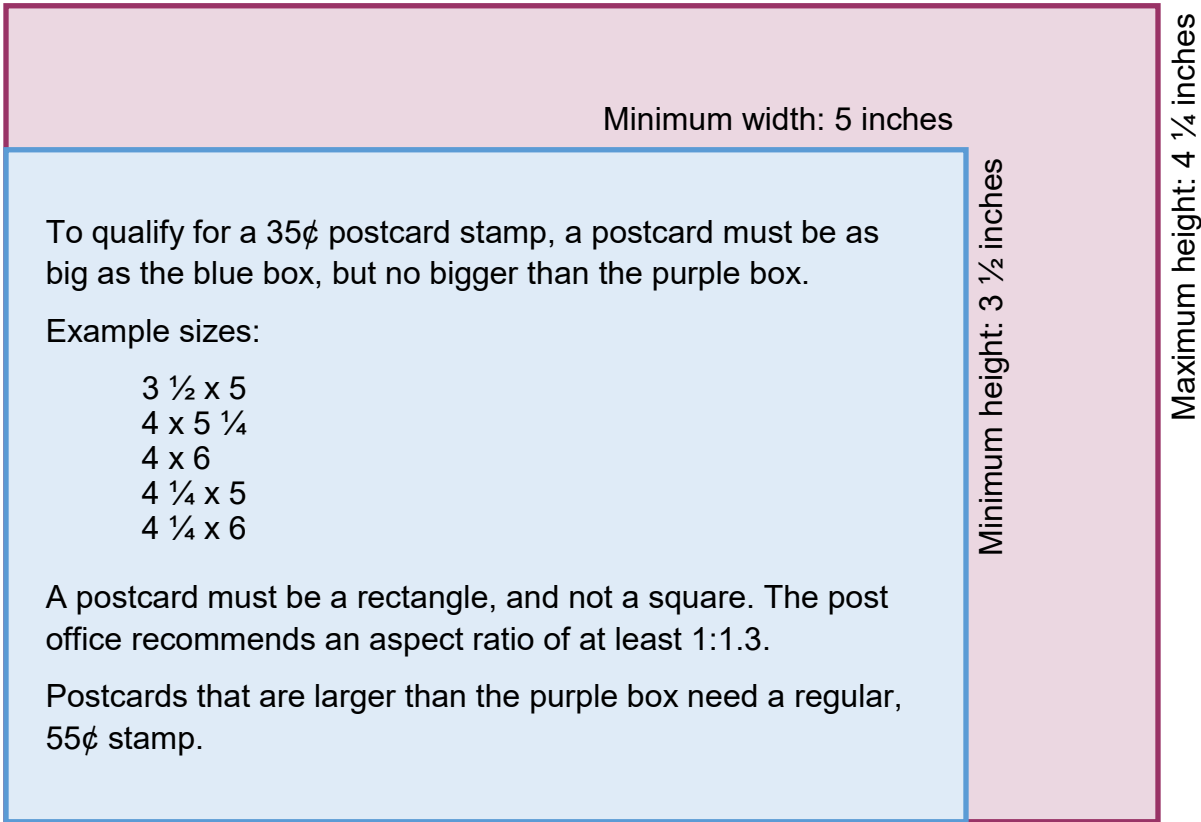 Minimum width: 5 inches
Maximum height: 4 ¼ inches
Minimum height: 3 ½ inches
To qualify for a 35¢ postcard stamp, a postcard must be as
big as the blue box, but no bigger than the purple box.
Example sizes:
3 ½ x 5
4 x 5 ¼
4 x 6
4 ¼ x 5
4 ¼ x 6
A postcard must be a rectangle, and not a square. The post
office recommends an aspect ratio of at least 1:1.3.
Postcards that are larger than the purple box need a regular,
55¢ stamp.